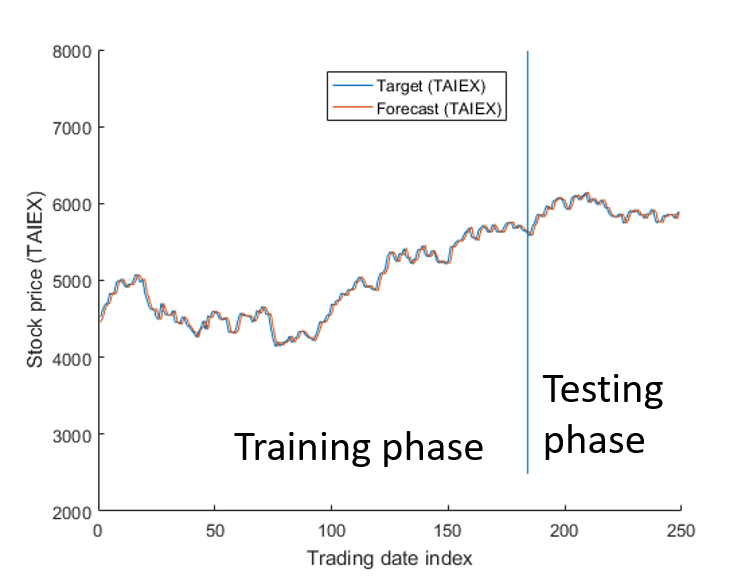 8000
7000
6000
5000
4000
3000
2000
Stock price (TAIEX)
Target (TAIEX)
Forecast (TAIEX)
Training phase
Testing
phase
0
50
100
150
200
250
Trading date index